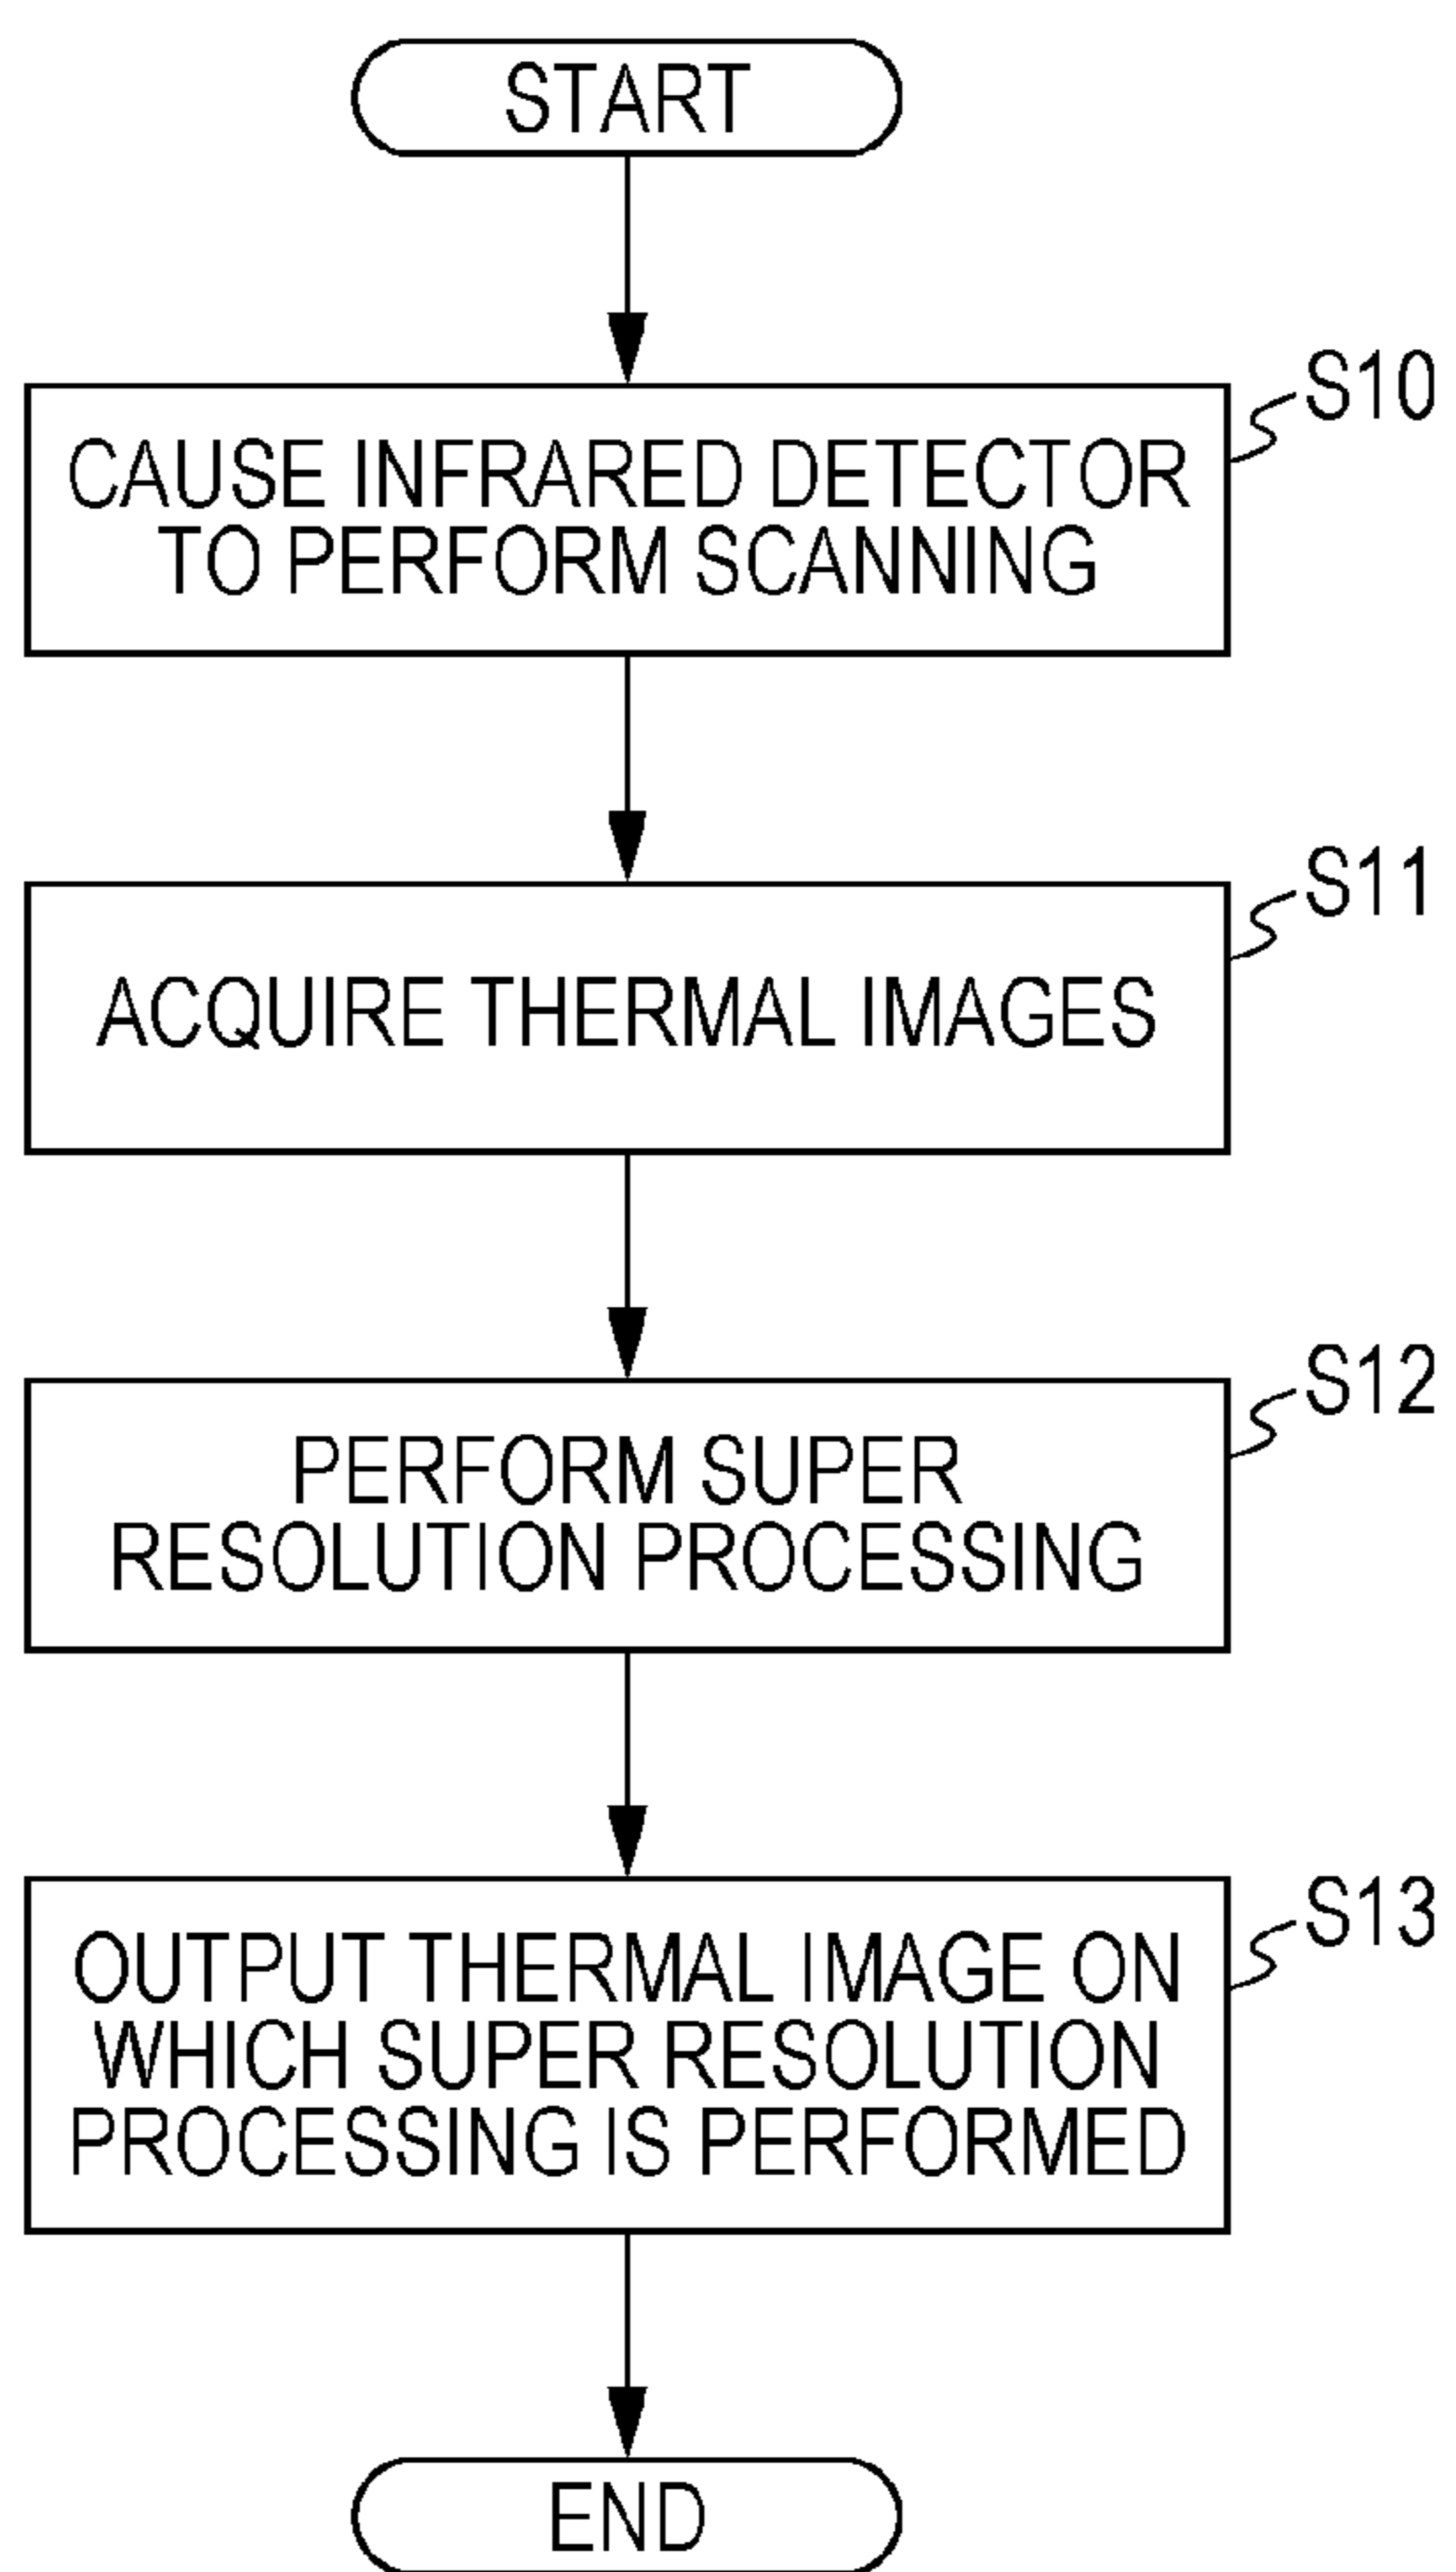 START
S10
CAUSE INFRARED DETECTOR
TO PERFORM SCANNING
S11
ACQUIRE THERMAL IMAGES
S12
PERFORM SUPER
RESOLUTION PROCESSING
S13
OUTPUT THERMAL IMAGE ON
WHICH SUPER RESOLUTION
PROCESSING IS PERFORMED
END